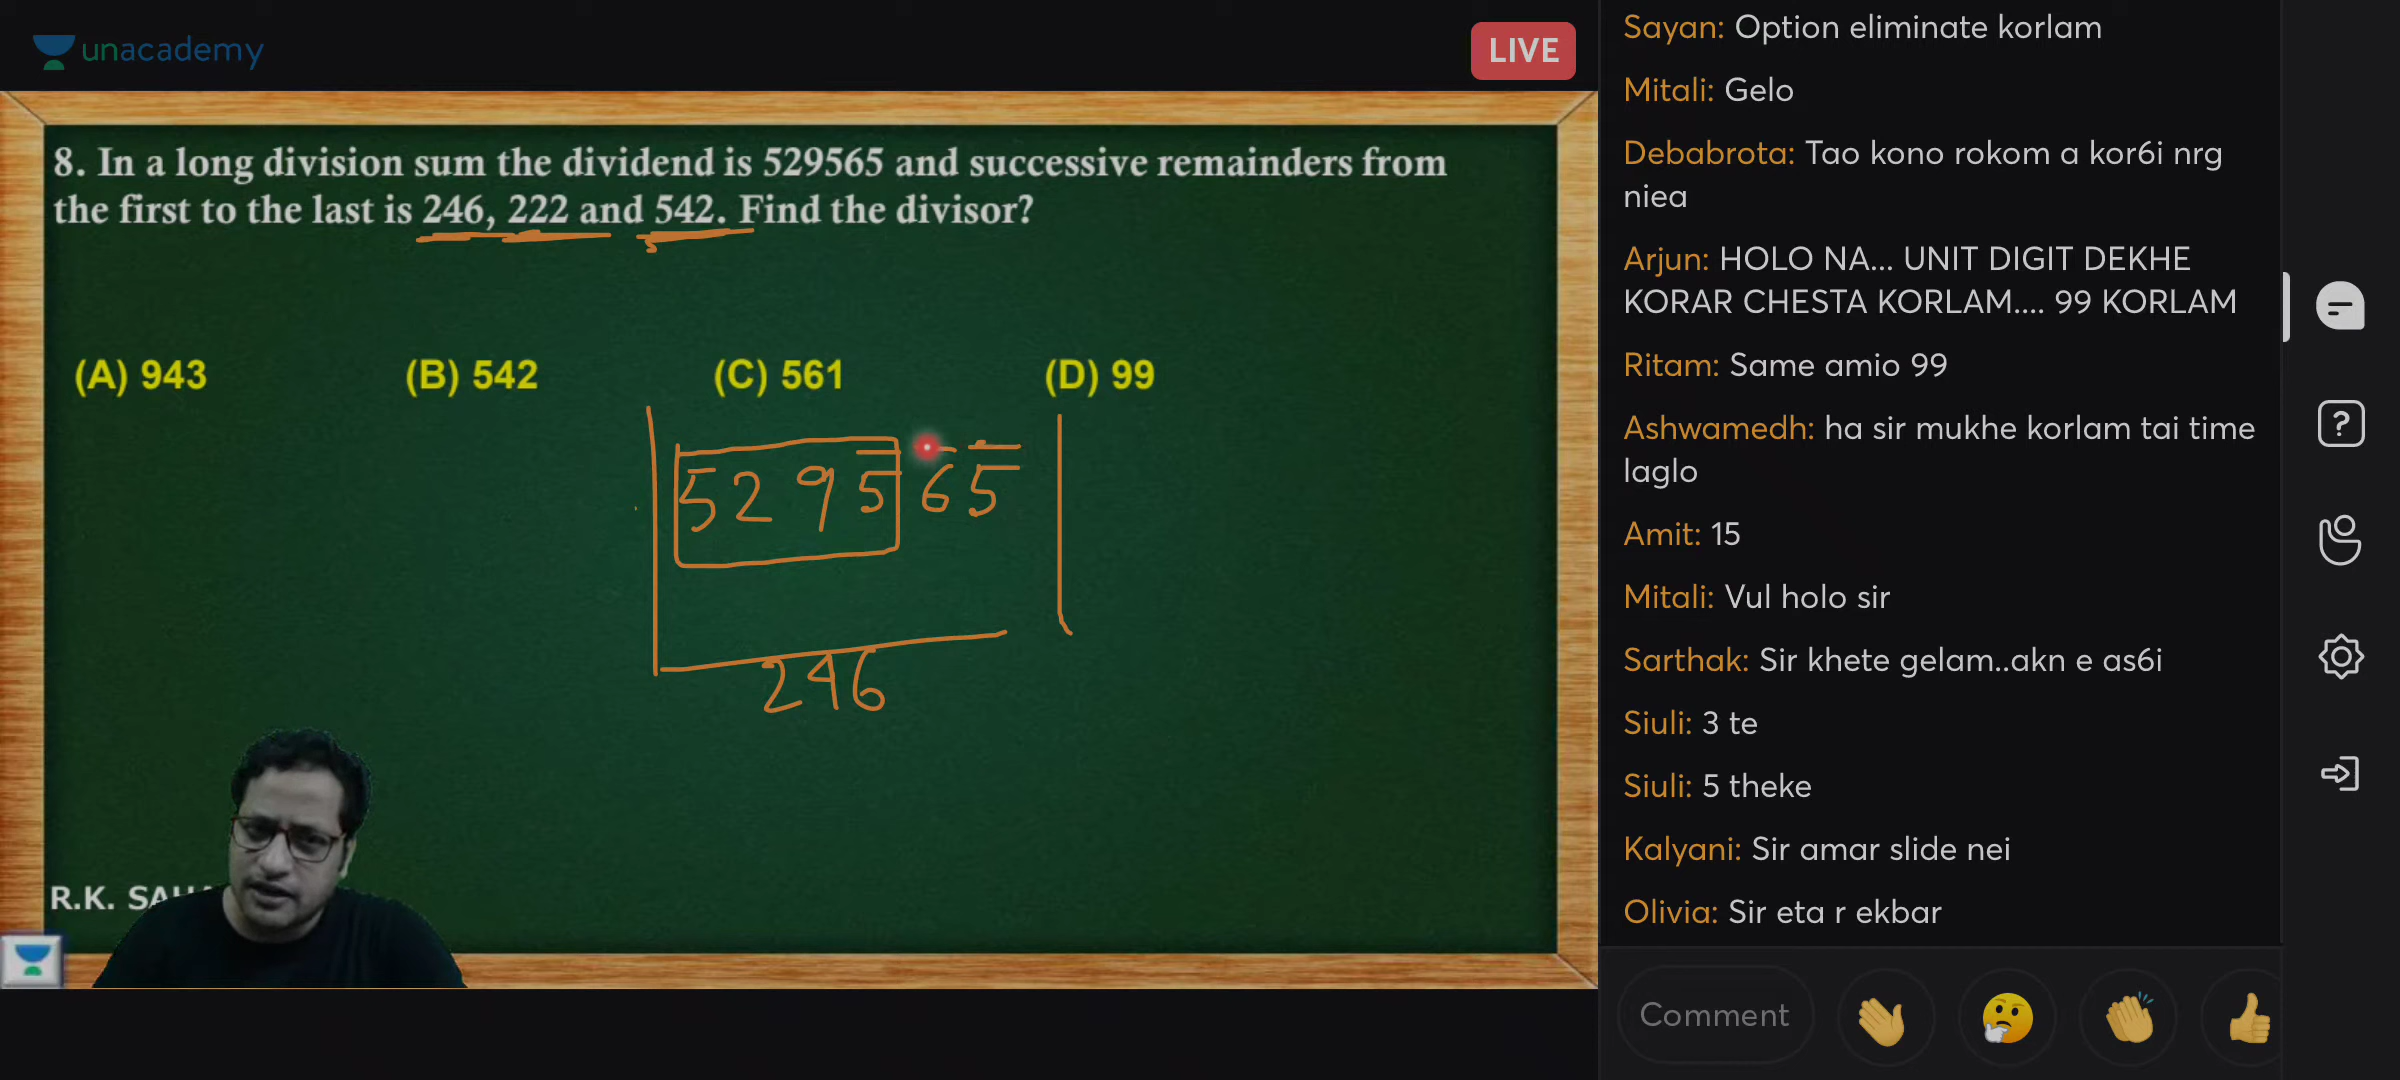 unacademy
LIVE
8. In a long division sum the dividend is 529565 and successive remainders from
the first to the last is 246, 222 and 542. Find the divisor?
(A) 943 (B) 542 (C) 561 (D) 99
529565
246
R.K.
Sayan: Option eliminate korlam
Mitali: Gelo
Debabrota: Tao kono rokom a kor6i nrg
niea
Arjun: HOLO NA... UNIT DIGIT DEKHE
KORAR CHESTA KORLAM.... 99 KORLAM
Ritam: Same amio 99
Ashwamedh: ha sir mukhe korlam tai time
laglo
Amit: 15
Mitali: Vul holo sir
Sarthak: Sir khete gelam..akn e as6i
Siuli: 3 te
Siuli: 5 theke
Kalyani: Sir amar slide nei
Olivia: Sir eta r ekbar
Comment